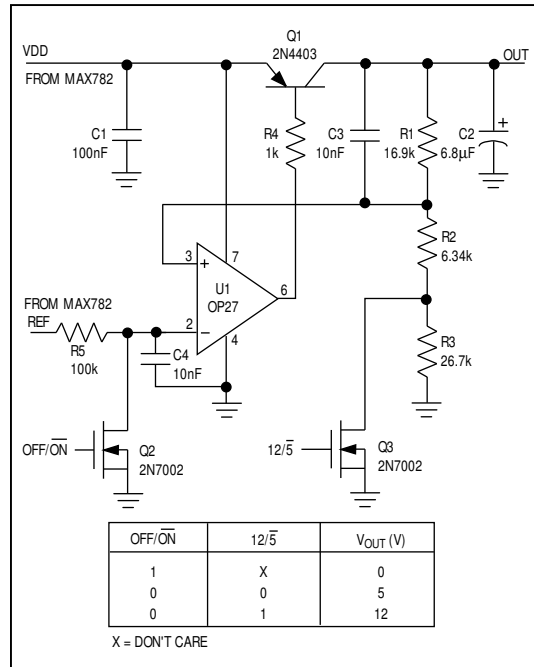 Q1
2N4403
VDD
OUT
FROM MAX782
C1
100nF
R4
1k
C3
10nF
R1
16.9k
C2
6.8μF
+
R2
6.34k
3
+
7
U1
OP27
6
FROM MAX782
REF
2
−
4
R5
100k
C4
10nF
R3
26.7k
OFF/O̅N̅
Q2
2N7002
12/5̅
Q3
2N7002
OFF/O̅N̅ 12/5̅ VOUT (V)
1 X 0
0 0 5
0 1 12
X = DON'T CARE